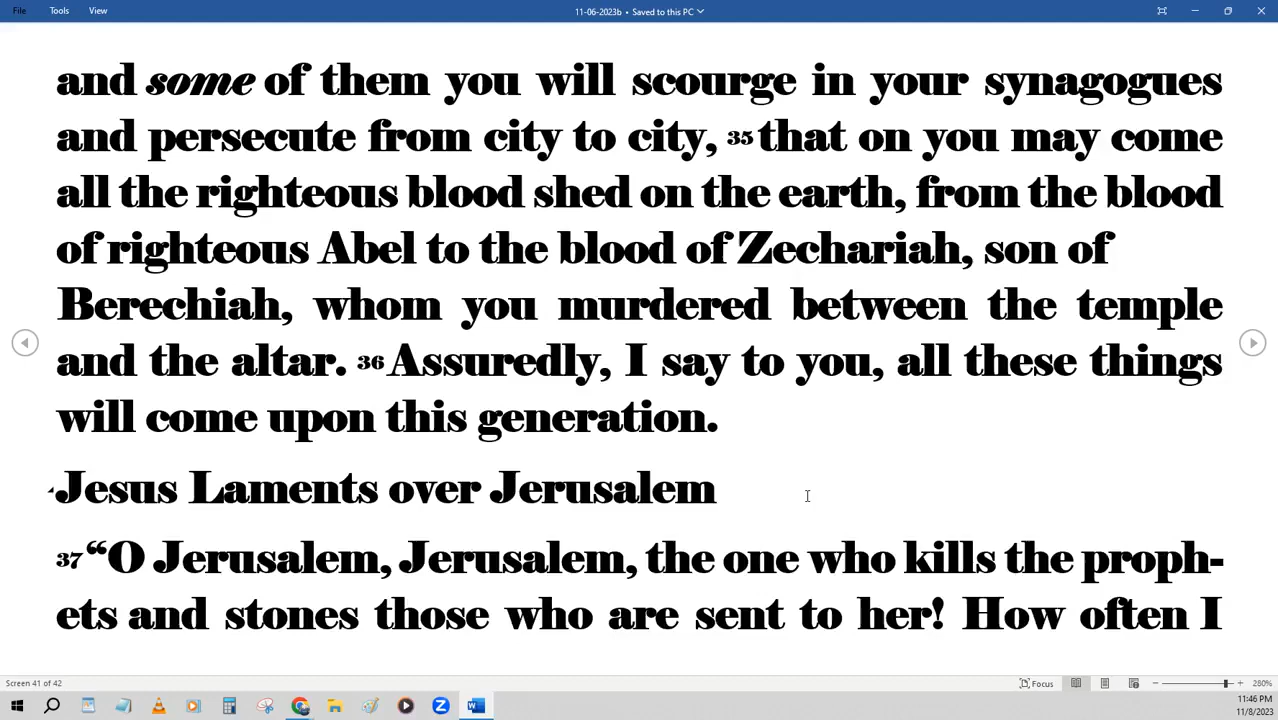 File Tools View 11-06-2023b • Saved to this PC
and some of them you will scourge in your synagogues
and persecute from city to city, 35 that on you may come
all the righteous blood shed on the earth, from the blood
of righteous Abel to the blood of Zechariah, son of
Berechiah, whom you murdered between the temple
and the altar. 36 Assuredly, I say to you, all these things
will come upon this generation.
Jesus Laments over Jerusalem
37 “O Jerusalem, Jerusalem, the one who kills the proph-
ets and stones those who are sent to her! How often I
Screen 41 of 42 Focus 280%
11:46 PM
11/8/2023